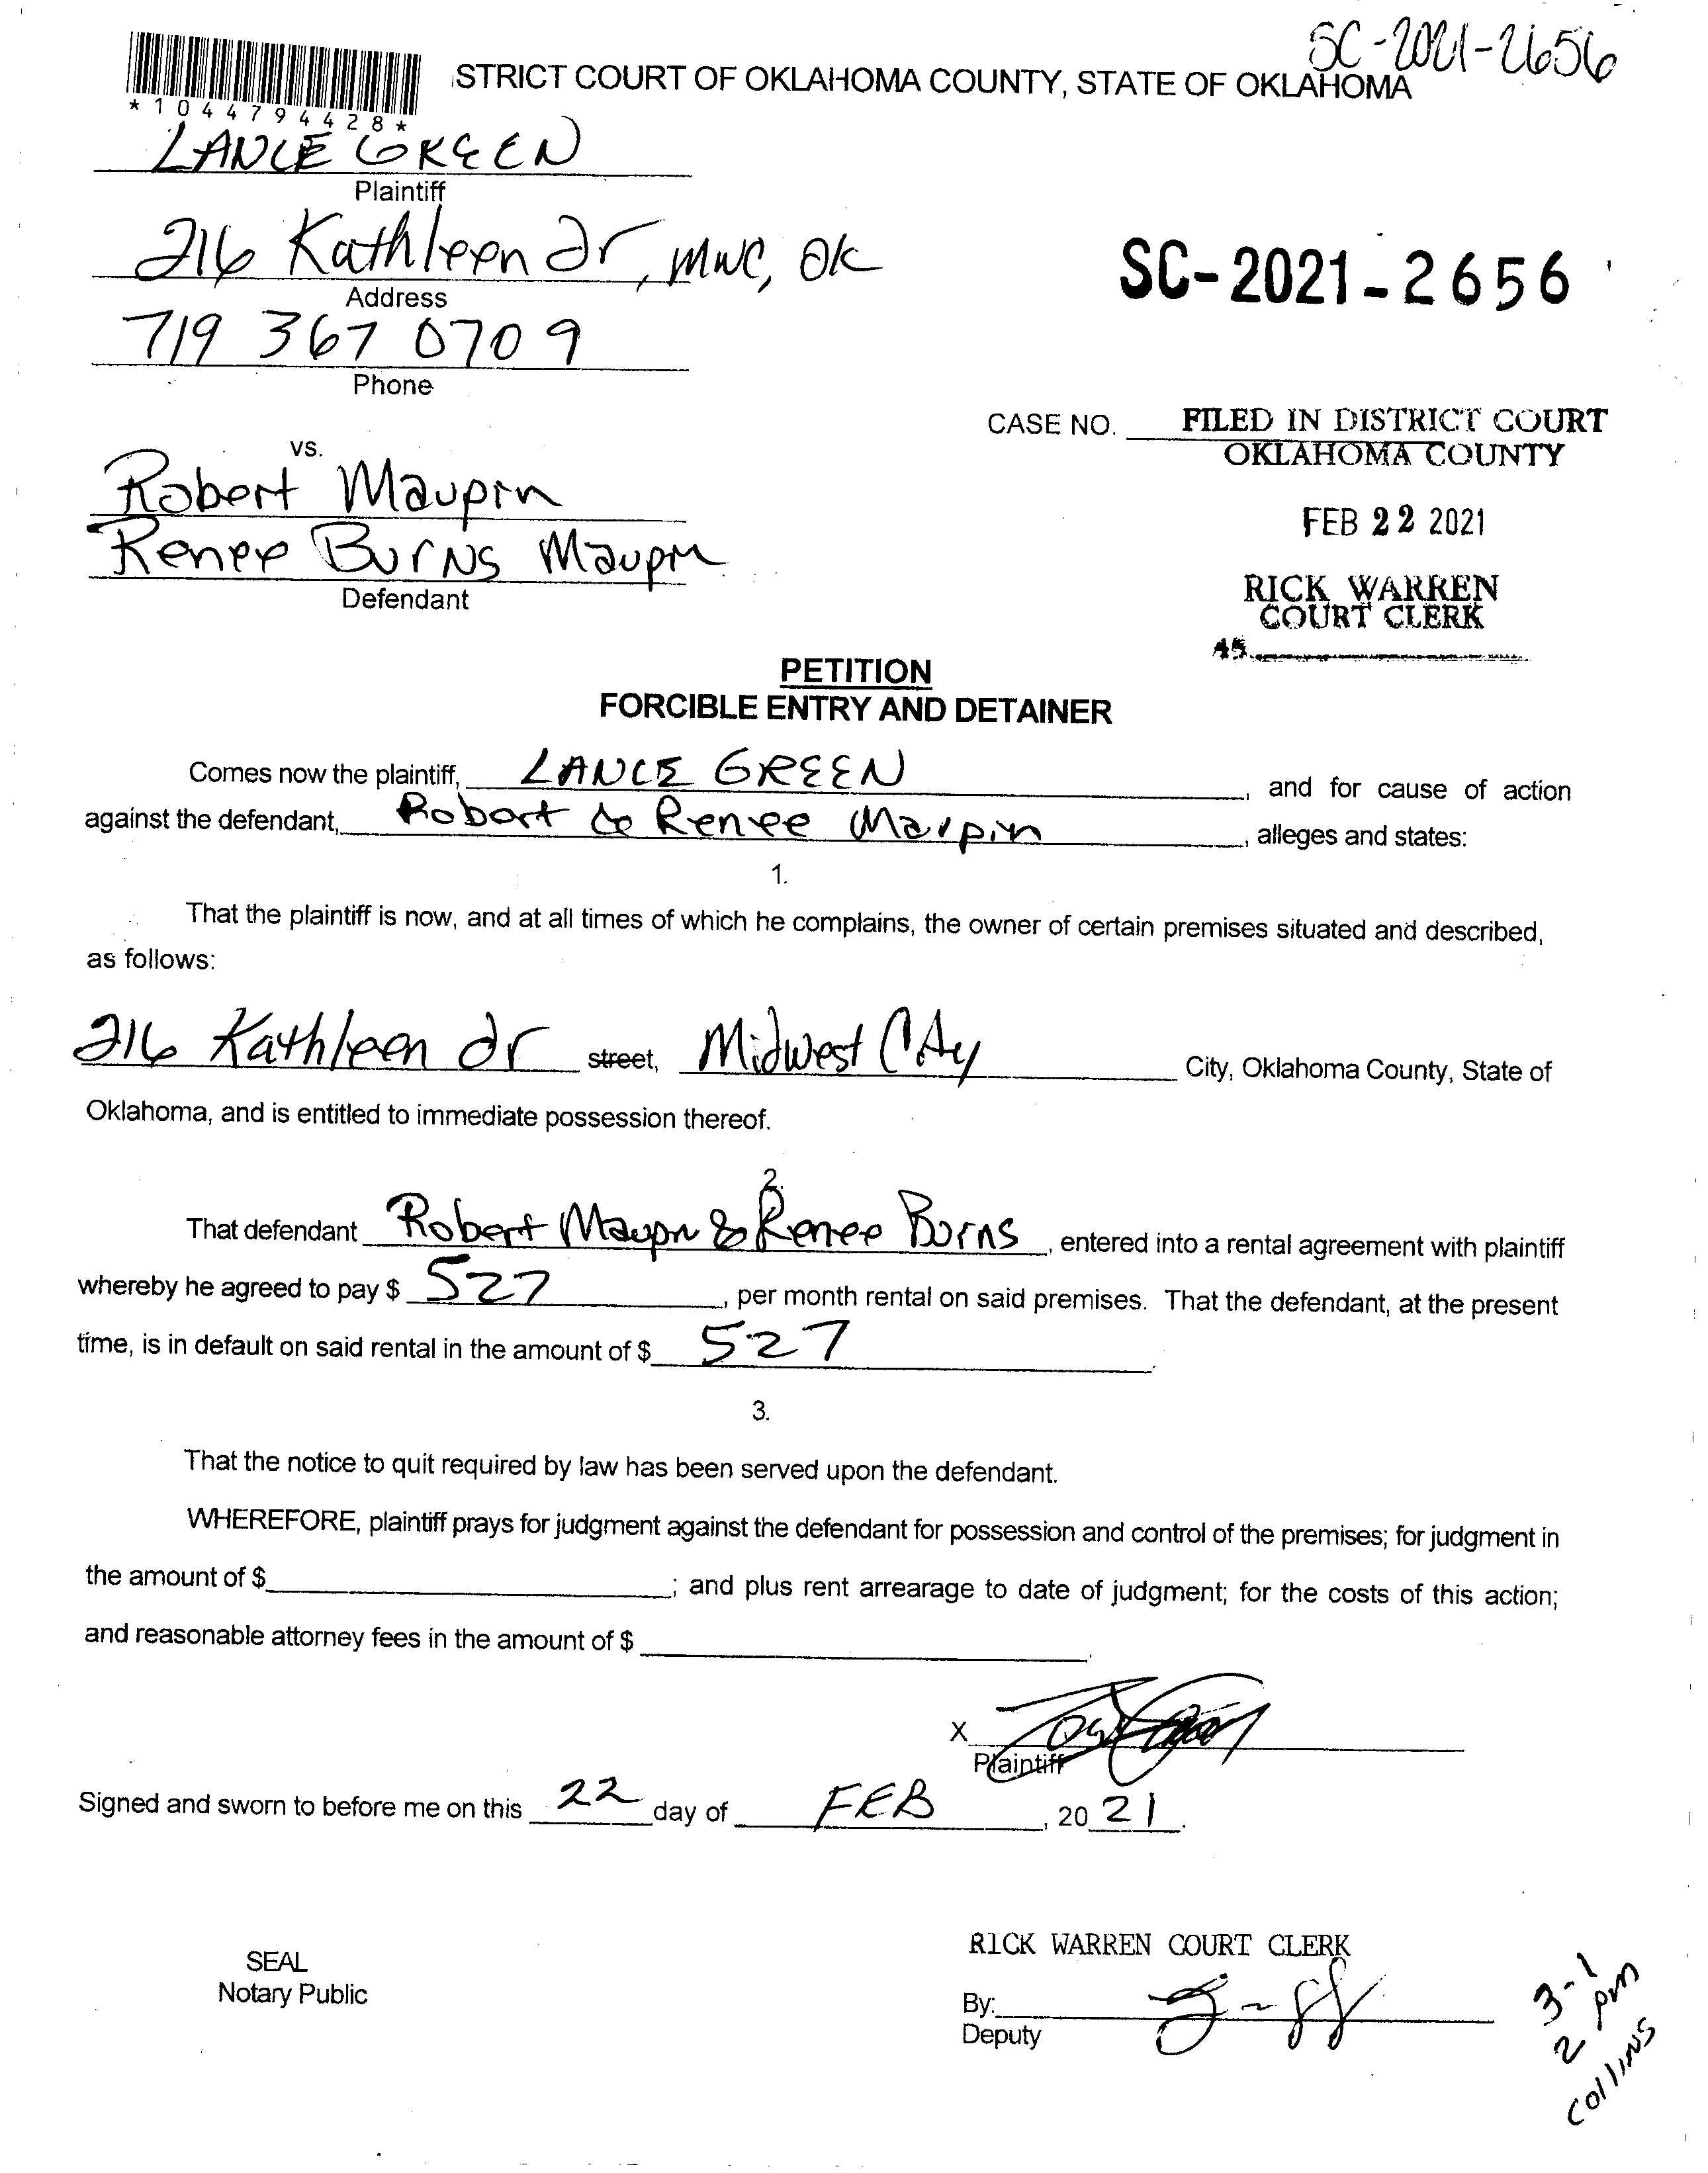 SC-2021-2656
STRICT COURT OF OKLAHOMA COUNTY, STATE OF OKLAHOMA
*1044794428*
LANCE GREEN
Plaintiff
216 Kathleen Dr, MWC, OK
Address
719 367 0709
Phone
SC-2021-2656
CASE NO. FILED IN DISTRICT COURT
OKLAHOMA COUNTY
FEB 22 2021
RICK WARREN
COURT CLERK
45
vs.
Robert Maupin
Renee Burns Maupin
Defendant
PETITION
FORCIBLE ENTRY AND DETAINER
Comes now the plaintiff, LANCE GREEN, and for cause of action
against the defendant, Robert & Renee Maupin, alleges and states:
1.
That the plaintiff is now, and at all times of which he complains, the owner of certain premises situated and described,
as follows:
216 Kathleen dr street, Midwest City City, Oklahoma County, State of
Oklahoma, and is entitled to immediate possession thereof.
2.
That defendant Robert Maupin & Renee Burns, entered into a rental agreement with plaintiff
whereby he agreed to pay $ 527, per month rental on said premises. That the defendant, at the present
time, is in default on said rental in the amount of $ 527.
3.
That the notice to quit required by law has been served upon the defendant.
WHEREFORE, plaintiff prays for judgment against the defendant for possession and control of the premises; for judgment in
the amount of $; and plus rent arrearage to date of judgment; for the costs of this action;
and reasonable attorney fees in the amount of $.
X
Plaintiff
Signed and sworn to before me on this 22 day of FEB, 20 21.
SEAL
Notary Public
RICK WARREN COURT CLERK
By:
Deputy
3-1
2 pm
Collins